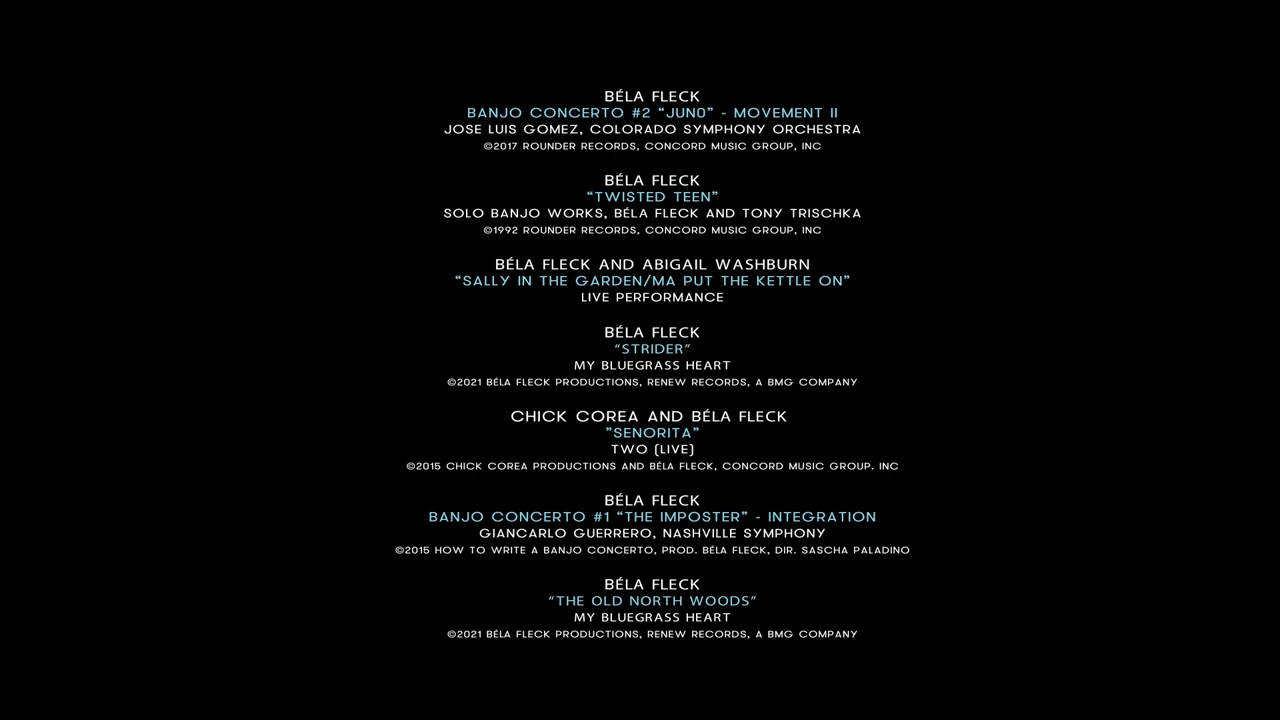 BÉLA FLECK
BANJO CONCERTO #2 “JUN0” - MOVEMENT II
JOSE LUIS GOMEZ, COLORADO SYMPHONY ORCHESTRA
©2017 ROUNDER RECORDS, CONCORD MUSIC GROUP, INC
BÉLA FLECK
“TWISTED TEEN”
SOLO BANJO WORKS, BÉLA FLECK AND TONY TRISCHKA
©1992 ROUNDER RECORDS, CONCORD MUSIC GROUP, INC
BÉLA FLECK AND ABIGAIL WASHBURN
“SALLY IN THE GARDEN/MA PUT THE KETTLE ON”
LIVE PERFORMANCE
BÉLA FLECK
“STRIDER”
MY BLUEGRASS HEART
©2021 BÉLA FLECK PRODUCTIONS, RENEW RECORDS, A BMG COMPANY
CHICK COREA AND BÉLA FLECK
”SENORITA”
TWO (LIVE)
©2015 CHICK COREA PRODUCTIONS AND BÉLA FLECK, CONCORD MUSIC GROUP. INC
BÉLA FLECK
BANJO CONCERTO #1 “THE IMPOSTER” - INTEGRATION
GIANCARLO GUERRERO, NASHVILLE SYMPHONY
©2015 HOW TO WRITE A BANJO CONCERTO, PROD. BÉLA FLECK, DIR. SASCHA PALADINO
BÉLA FLECK
“THE OLD NORTH WOODS”
MY BLUEGRASS HEART
©2021 BÉLA FLECK PRODUCTIONS, RENEW RECORDS, A BMG COMPANY